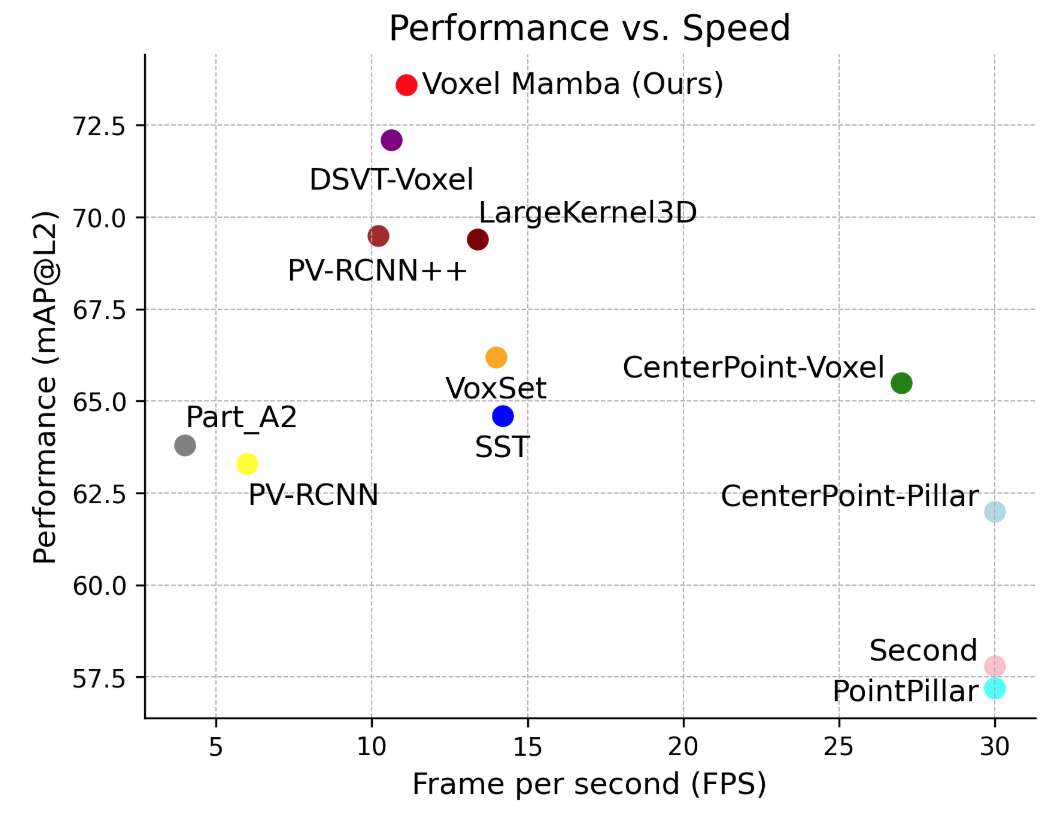 Performance vs. Speed
Voxel Mamba (Ours)
72.5
DSVT-Voxel
LargeKernel3D
70.0
PV-RCNN++
67.5
CenterPoint-Voxel
VoxSet
65.0
Part_A2
SST
PV-RCNN
62.5
CenterPoint-Pillar
60.0
Second
57.5
PointPillar
Performance (mAP@L2)
5 10 15 20 25 30
Frame per second (FPS)